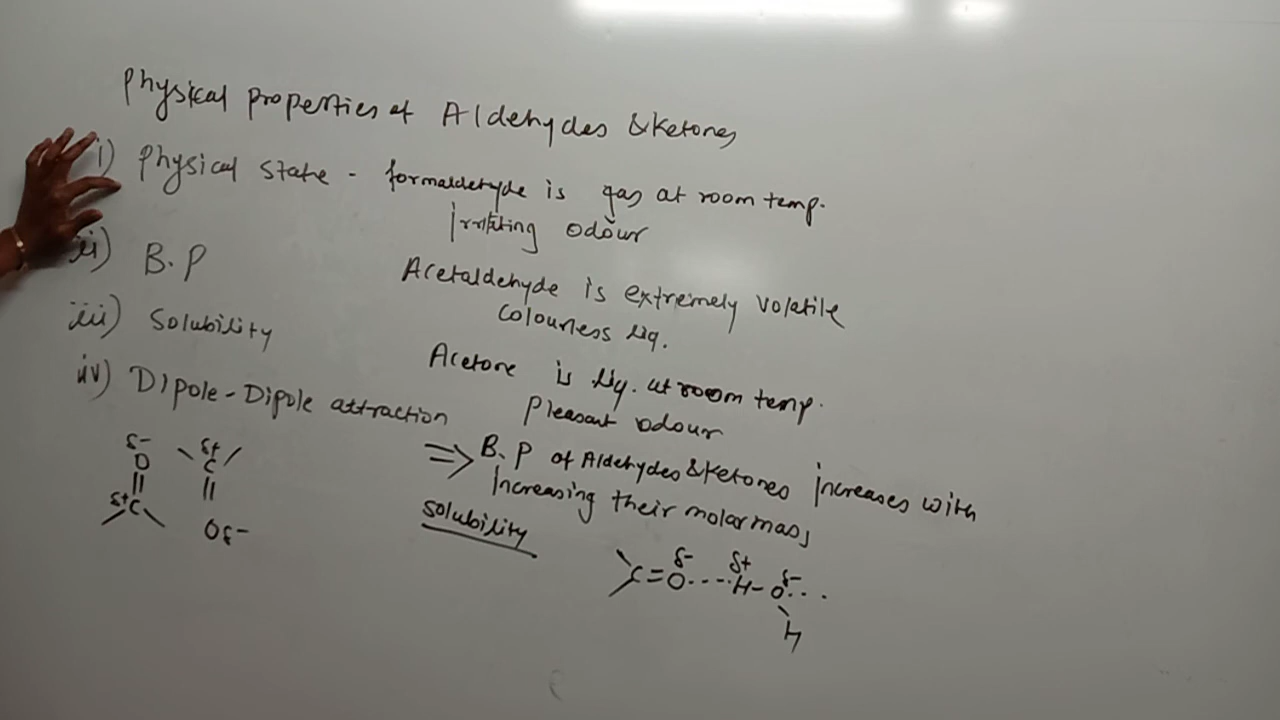 Physical properties of Aldehydes & Ketones
i) Physical state - formaldehyde is gas at room temp.
Irritating odour
ii) B.P
Acetaldehyde is extremely volatile
colourless liq.
iii) Solubility
Acetone is liq. at room temp.
Pleasant odour
iv) Dipole-Dipole attraction
⇒ B.P of Aldehydes & Ketones increases with
Increasing their molar mass,
δ- δ+
O C
|| ||
δ+C Oδ-
solubility
δ- δ+ δ-
C=O----H-O...
H